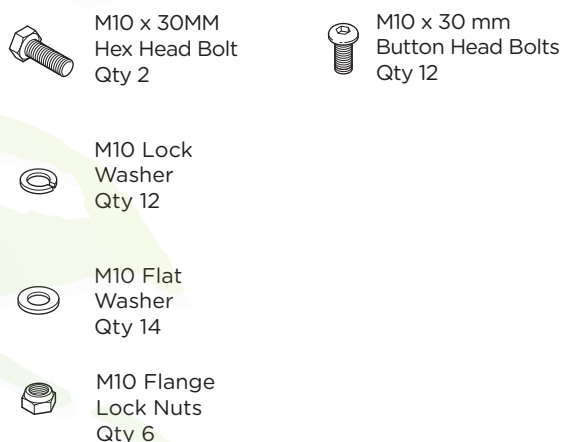 M10 x 30MM
Hex Head Bolt
Qty 2
M10 x 30 mm
Button Head Bolts
Qty 12
M10 Lock
Washer
Qty 12
M10 Flat
Washer
Qty 14
M10 Flange
Lock Nuts
Qty 6